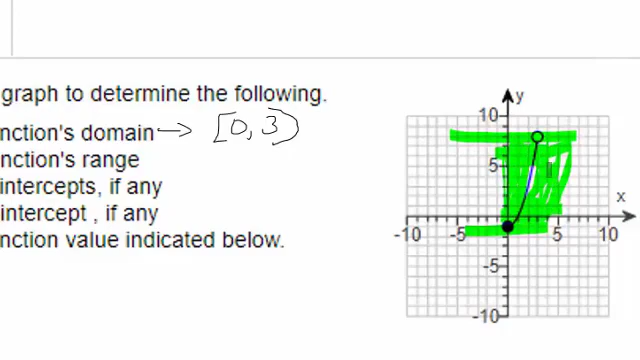 graph to determine the following.
nction's domain → [0, 3)
nction's range
intercepts, if any
intercept , if any
nction value indicated below.
y
10
5
x
-10
-5
5
10
-5
-10